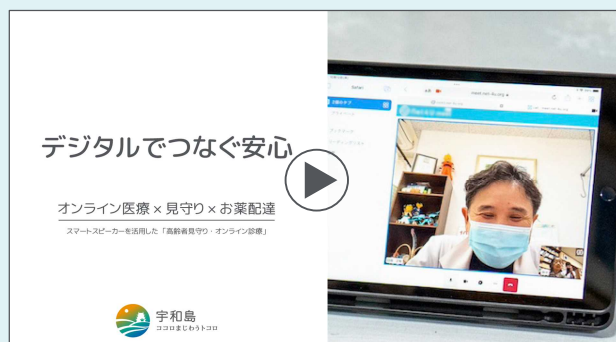 デジタルでつなぐ安心
オンライン医療×見守り×お薬配達
スマートスピーカーを活用した「高齢者見守り・オンライン診療」
宇和島
ココロまじわうトコロ